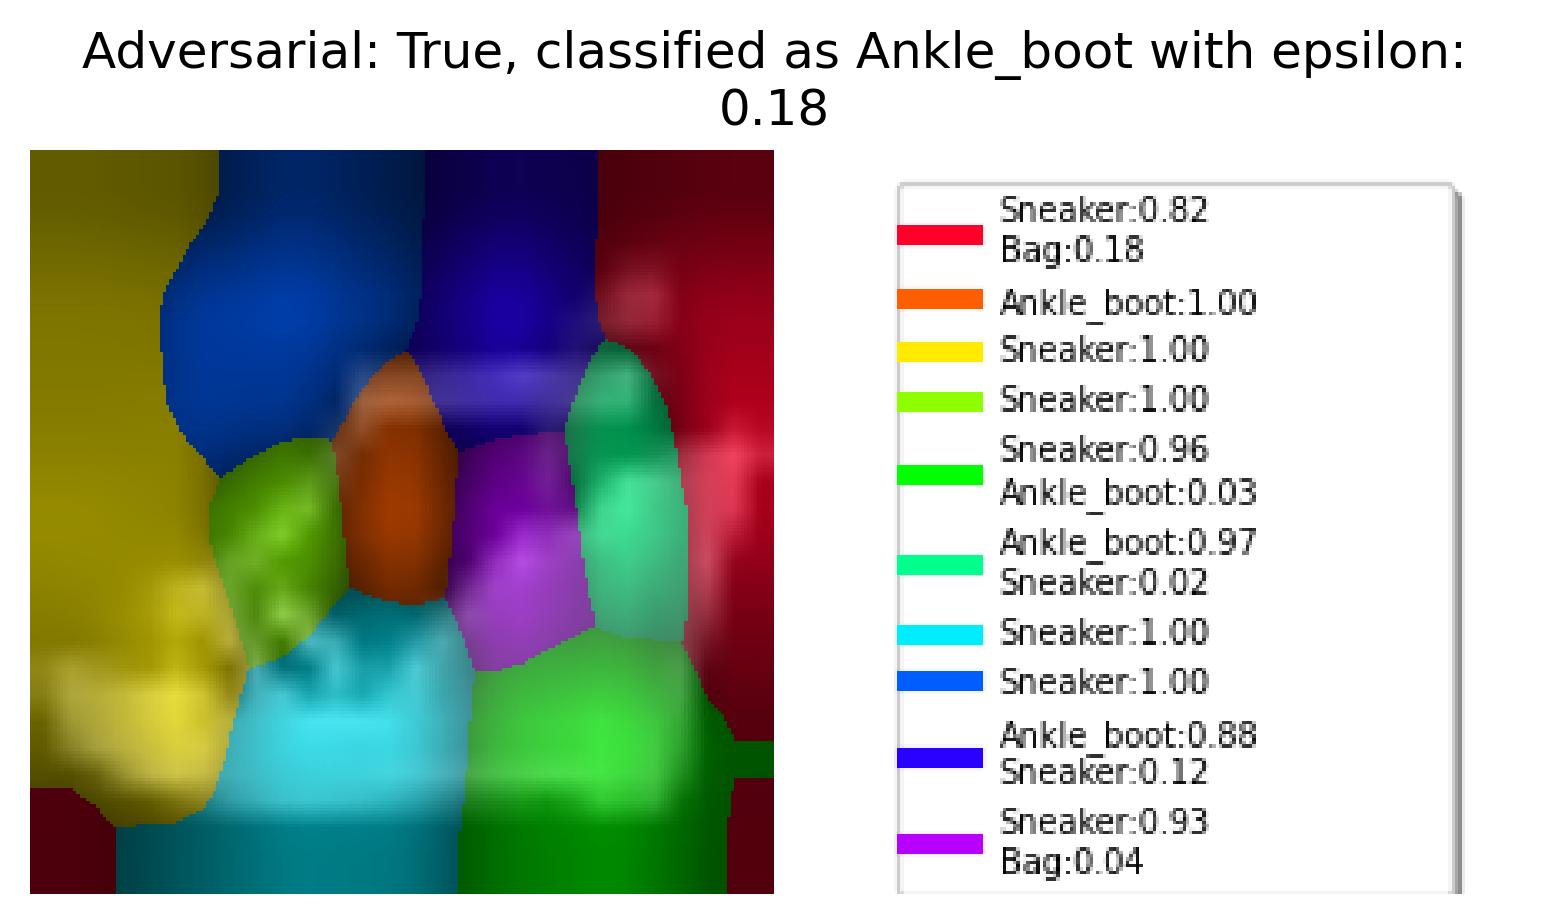 Adversarial: True, classified as Ankle_boot with epsilon:
0.18
Sneaker:0.82
Bag:0.18
Ankle_boot:1.00
Sneaker:1.00
Sneaker:1.00
Sneaker:0.96
Ankle_boot:0.03
Ankle_boot:0.97
Sneaker:0.02
Sneaker:1.00
Sneaker:1.00
Ankle_boot:0.88
Sneaker:0.12
Sneaker:0.93
Bag:0.04